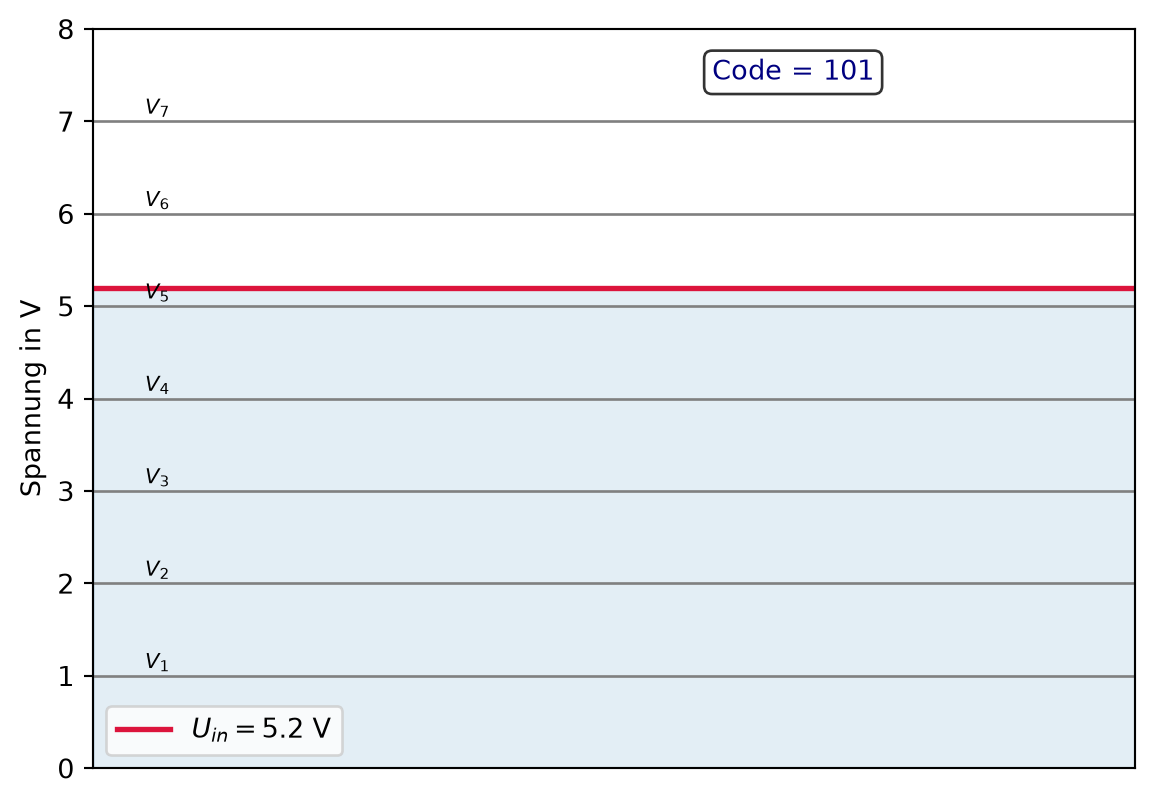 8
Code = 101
V₇
7
V₆
6
V₅
5
Spannung in V
V₄
4
V₃
3
V₂
2
V₁
1
U_in = 5.2 V
0